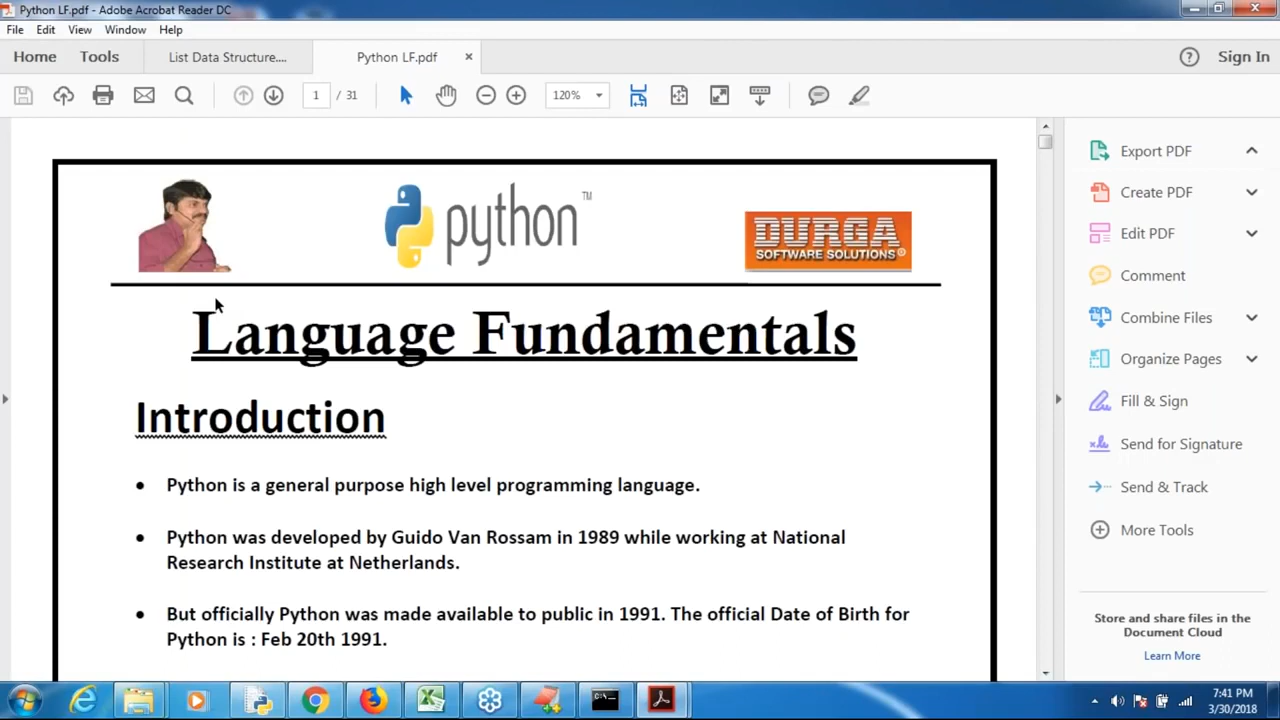 Python LF.pdf - Adobe Acrobat Reader DC
File Edit View Window Help
Home Tools List Data Structure.... Python LF.pdf × ? Sign In
1 / 31 120%
Export PDF
Create PDF
Edit PDF
Comment
Combine Files
Organize Pages
Fill & Sign
Send for Signature
Send & Track
More Tools
Store and share files in the
Document Cloud
Learn More
python™
DURGA
SOFTWARE SOLUTIONS®
Language Fundamentals
Introduction
• Python is a general purpose high level programming language.
• Python was developed by Guido Van Rossam in 1989 while working at National
Research Institute at Netherlands.
• But officially Python was made available to public in 1991. The official Date of Birth for
Python is : Feb 20th 1991.
7:41 PM
3/30/2018